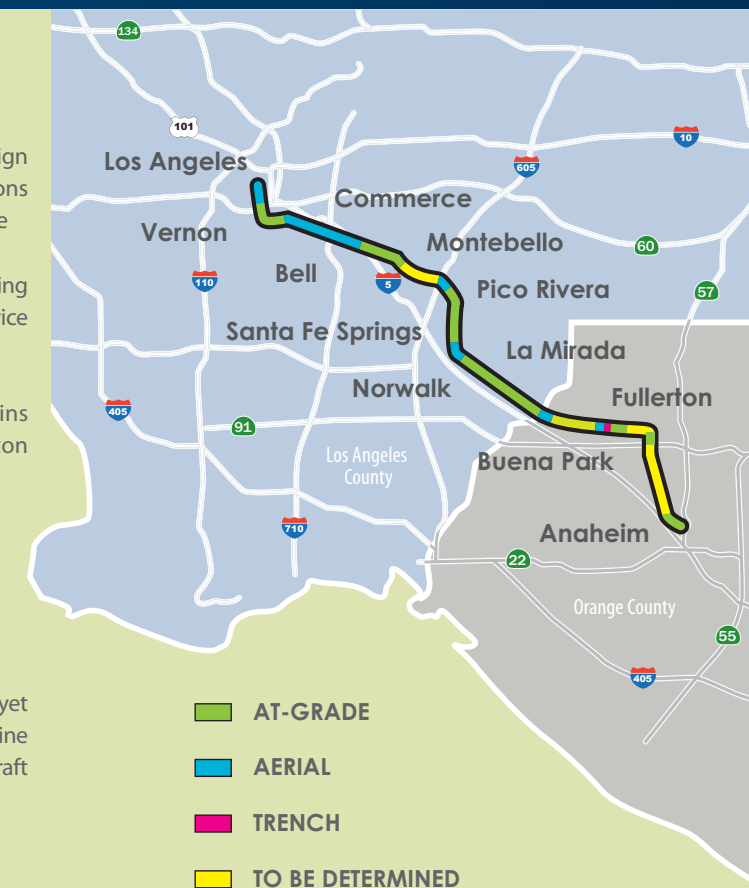 ign
ons
e
ing
vice
ins
ton
yet
ine
raft
134
101
10
Los Angeles
605
Commerce
Vernon
Montebello
60
Bell
110
5
Pico Rivera
57
Santa Fe Springs
La Mirada
Norwalk
Fullerton
405
91
Los Angeles
County
Buena Park
710
Anaheim
22
Orange County
55
405
AT-GRADE
AERIAL
TRENCH
TO BE DETERMINED